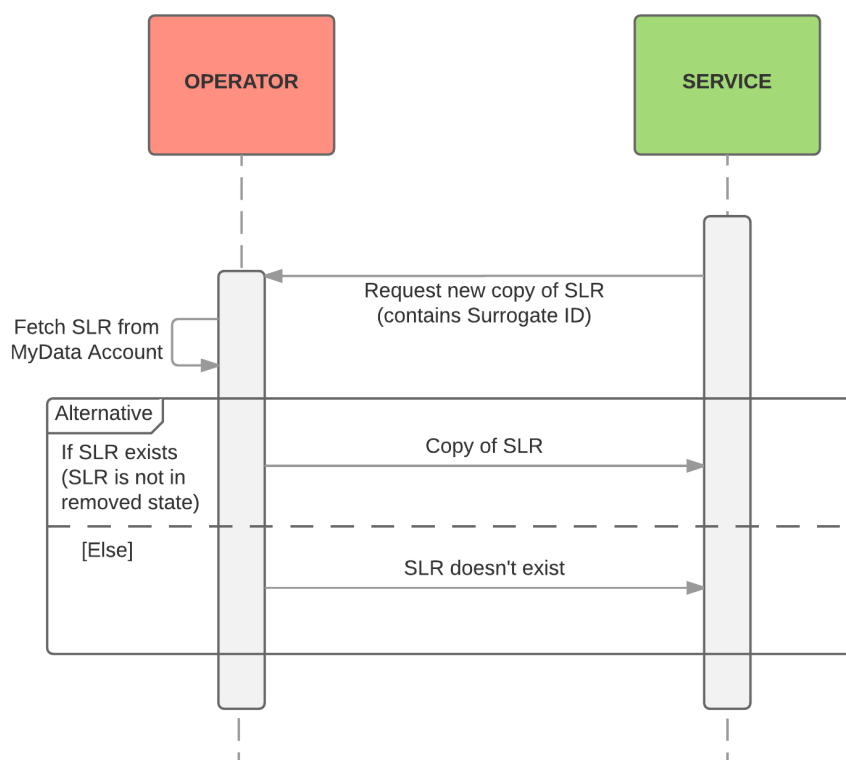 OPERATOR
SERVICE
Request new copy of SLR
(contains Surrogate ID)
Fetch SLR from
MyData Account
Alternative
If SLR exists
(SLR is not in
removed state)
Copy of SLR
[Else]
SLR doesn't exist